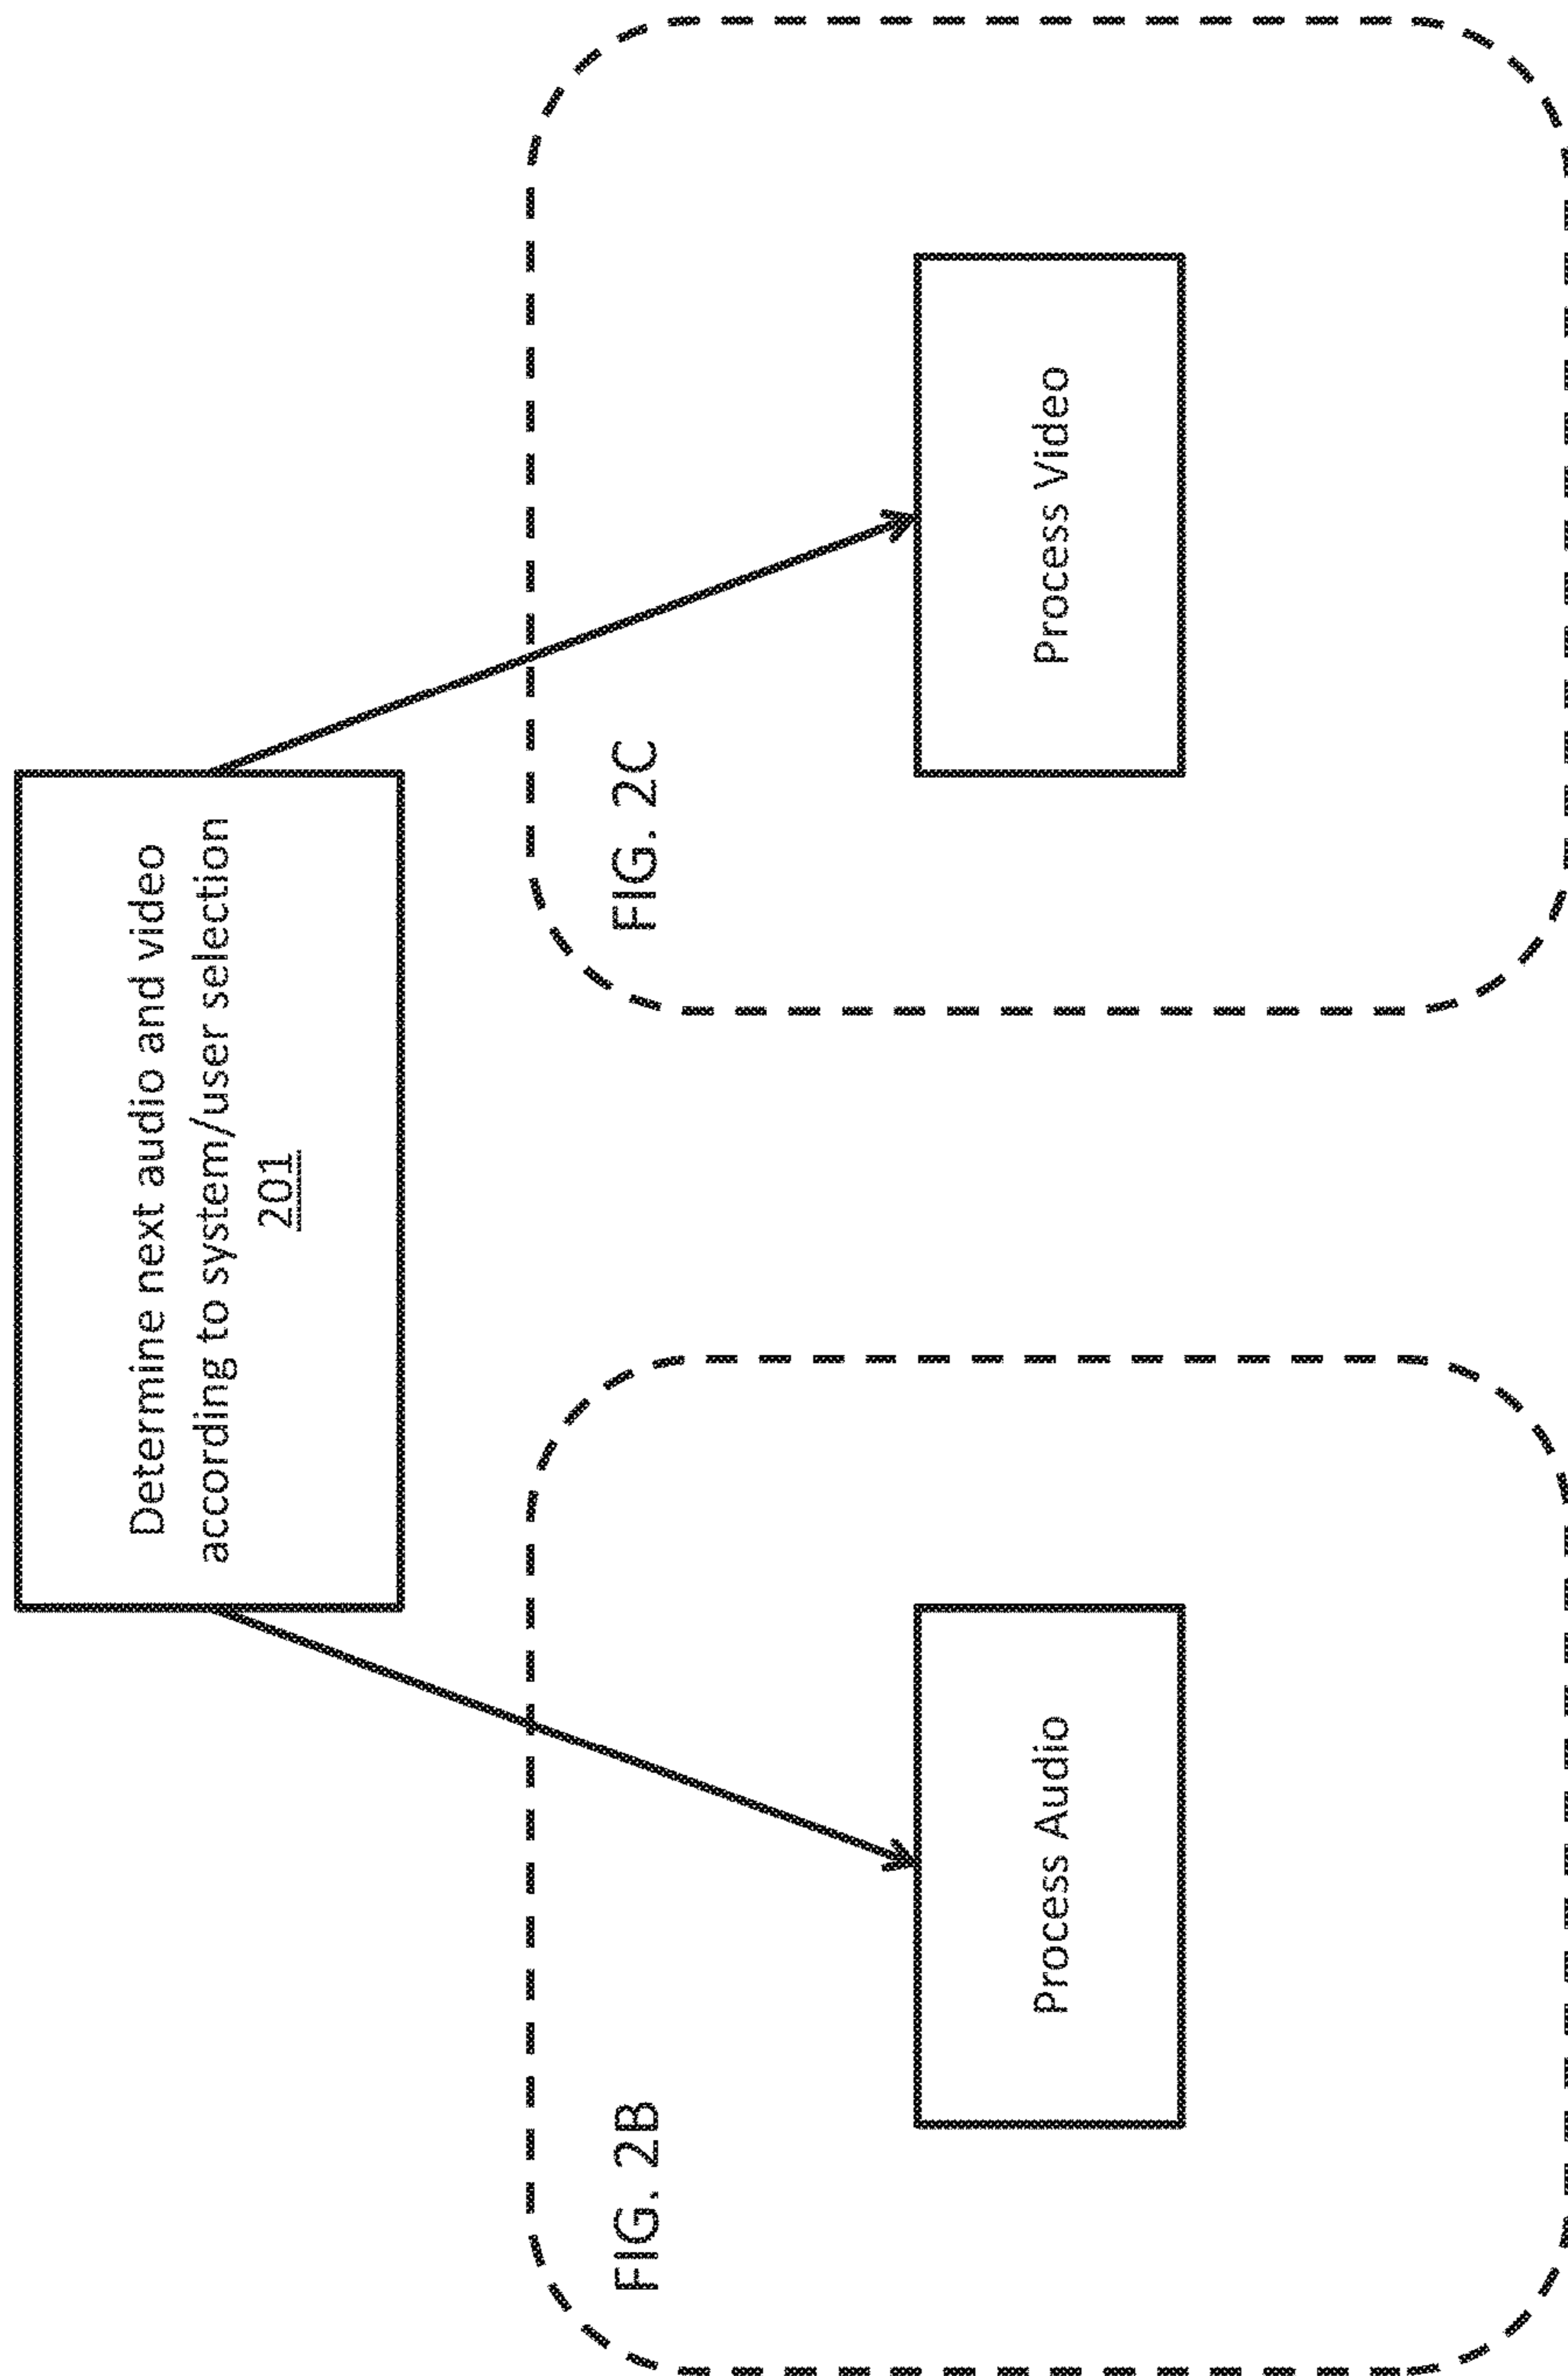 Determine next audio and video
according to system/user selection
201
FIG. 2B
Process Audio
FIG. 2C
Process Video